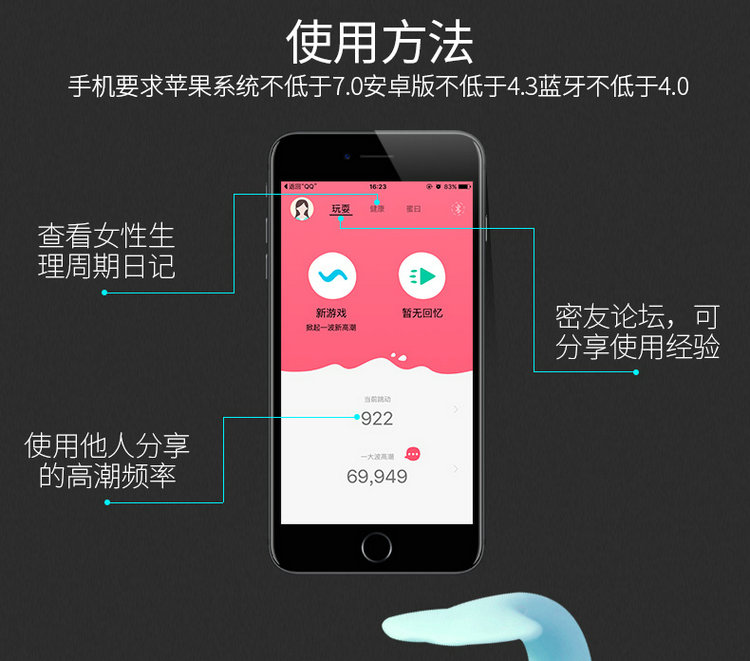 使用方法
手机要求苹果系统不低于7.0安卓版不低于4.3蓝牙不低于4.0
返回"QQ" 16:23 83%
玩耍 健康 蜜日
查看女性生
理周期日记
新游戏 暂无回忆
掀起一波新高潮
密友论坛，可
分享使用经验
当前跳动
922
使用他人分享
的高潮频率
一大波高潮
69,949